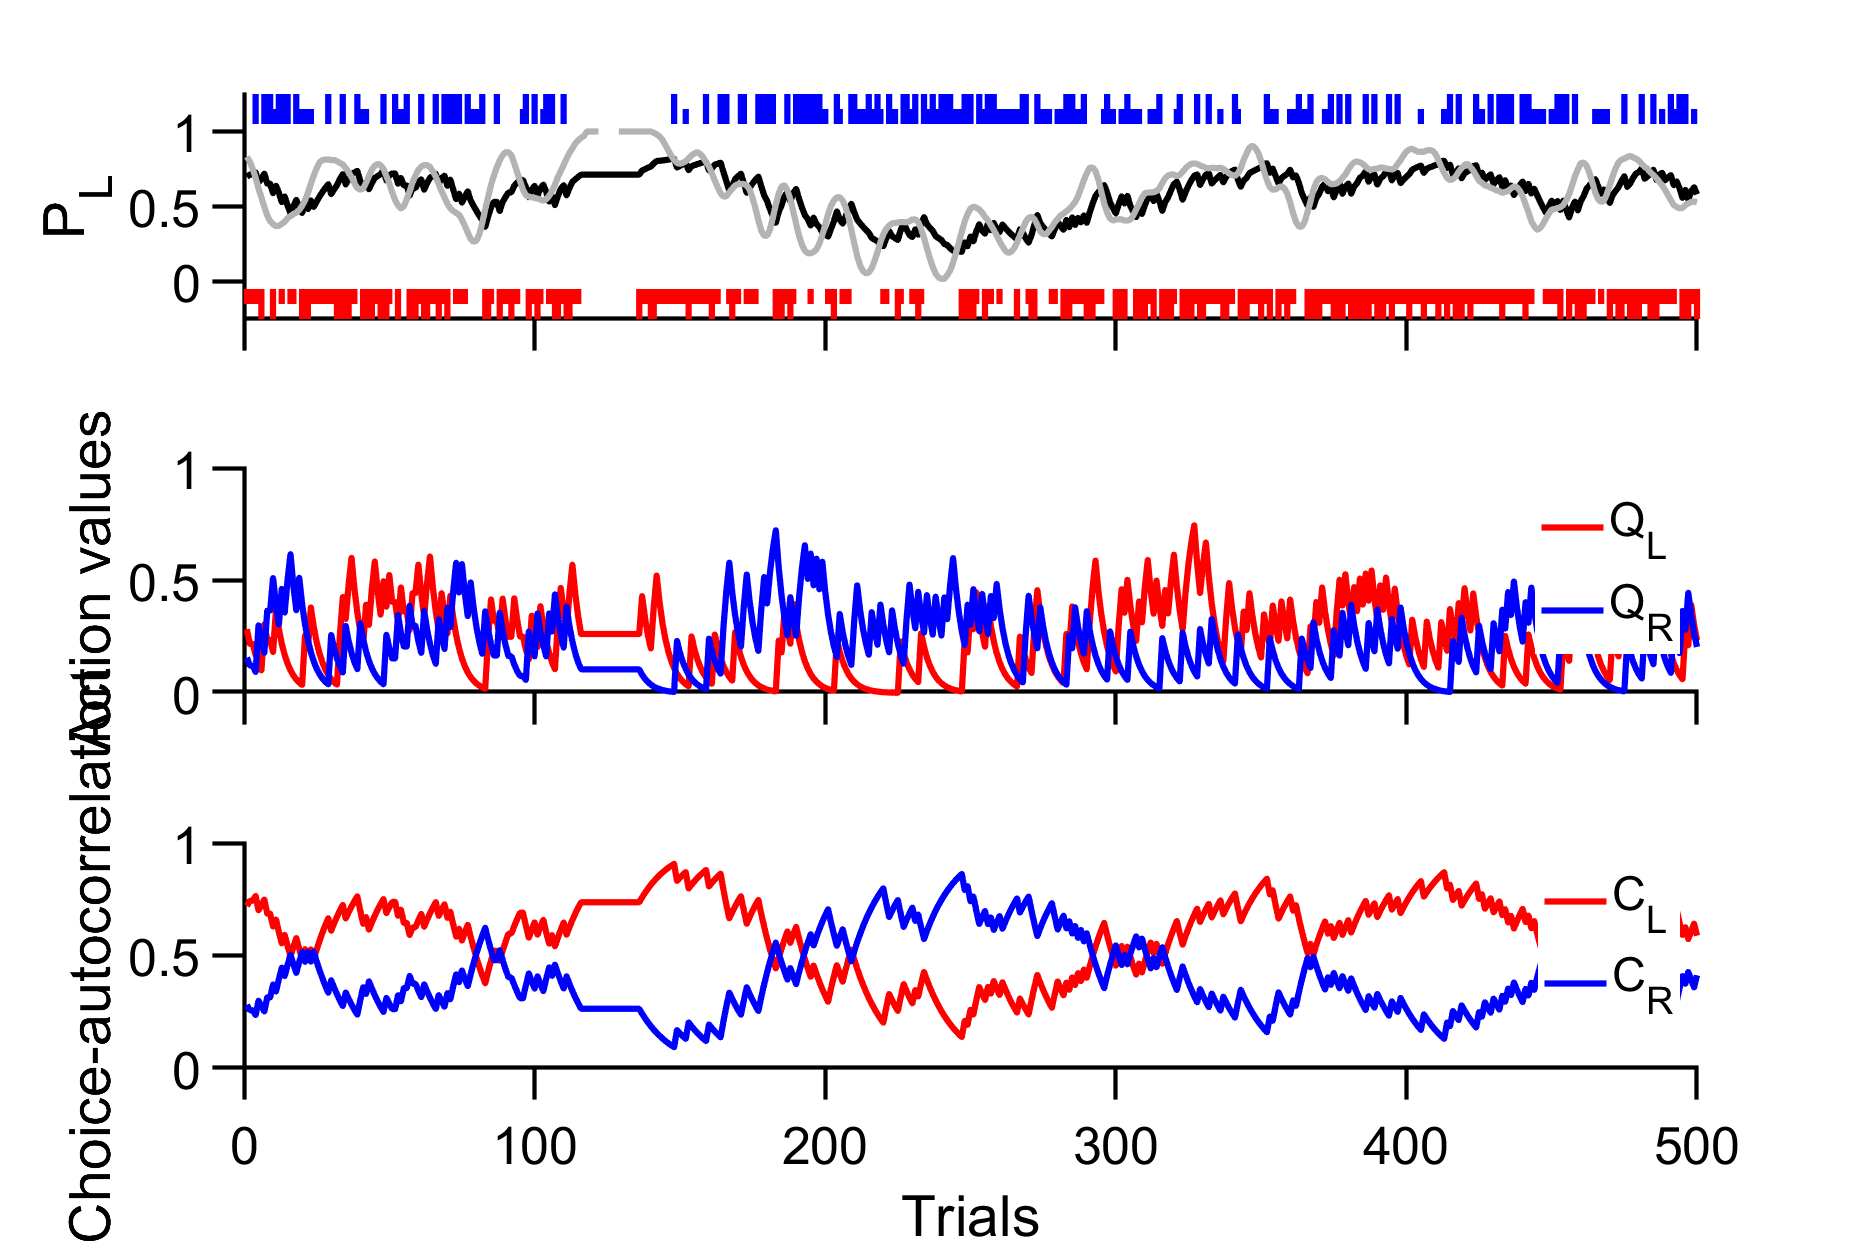 1
0.5
0
P L
1
0.5
0
Action values
Q L
Q R
1
0.5
0
Choice-autocorrelation
C L
C R
0 100 200 300 400 500
Trials